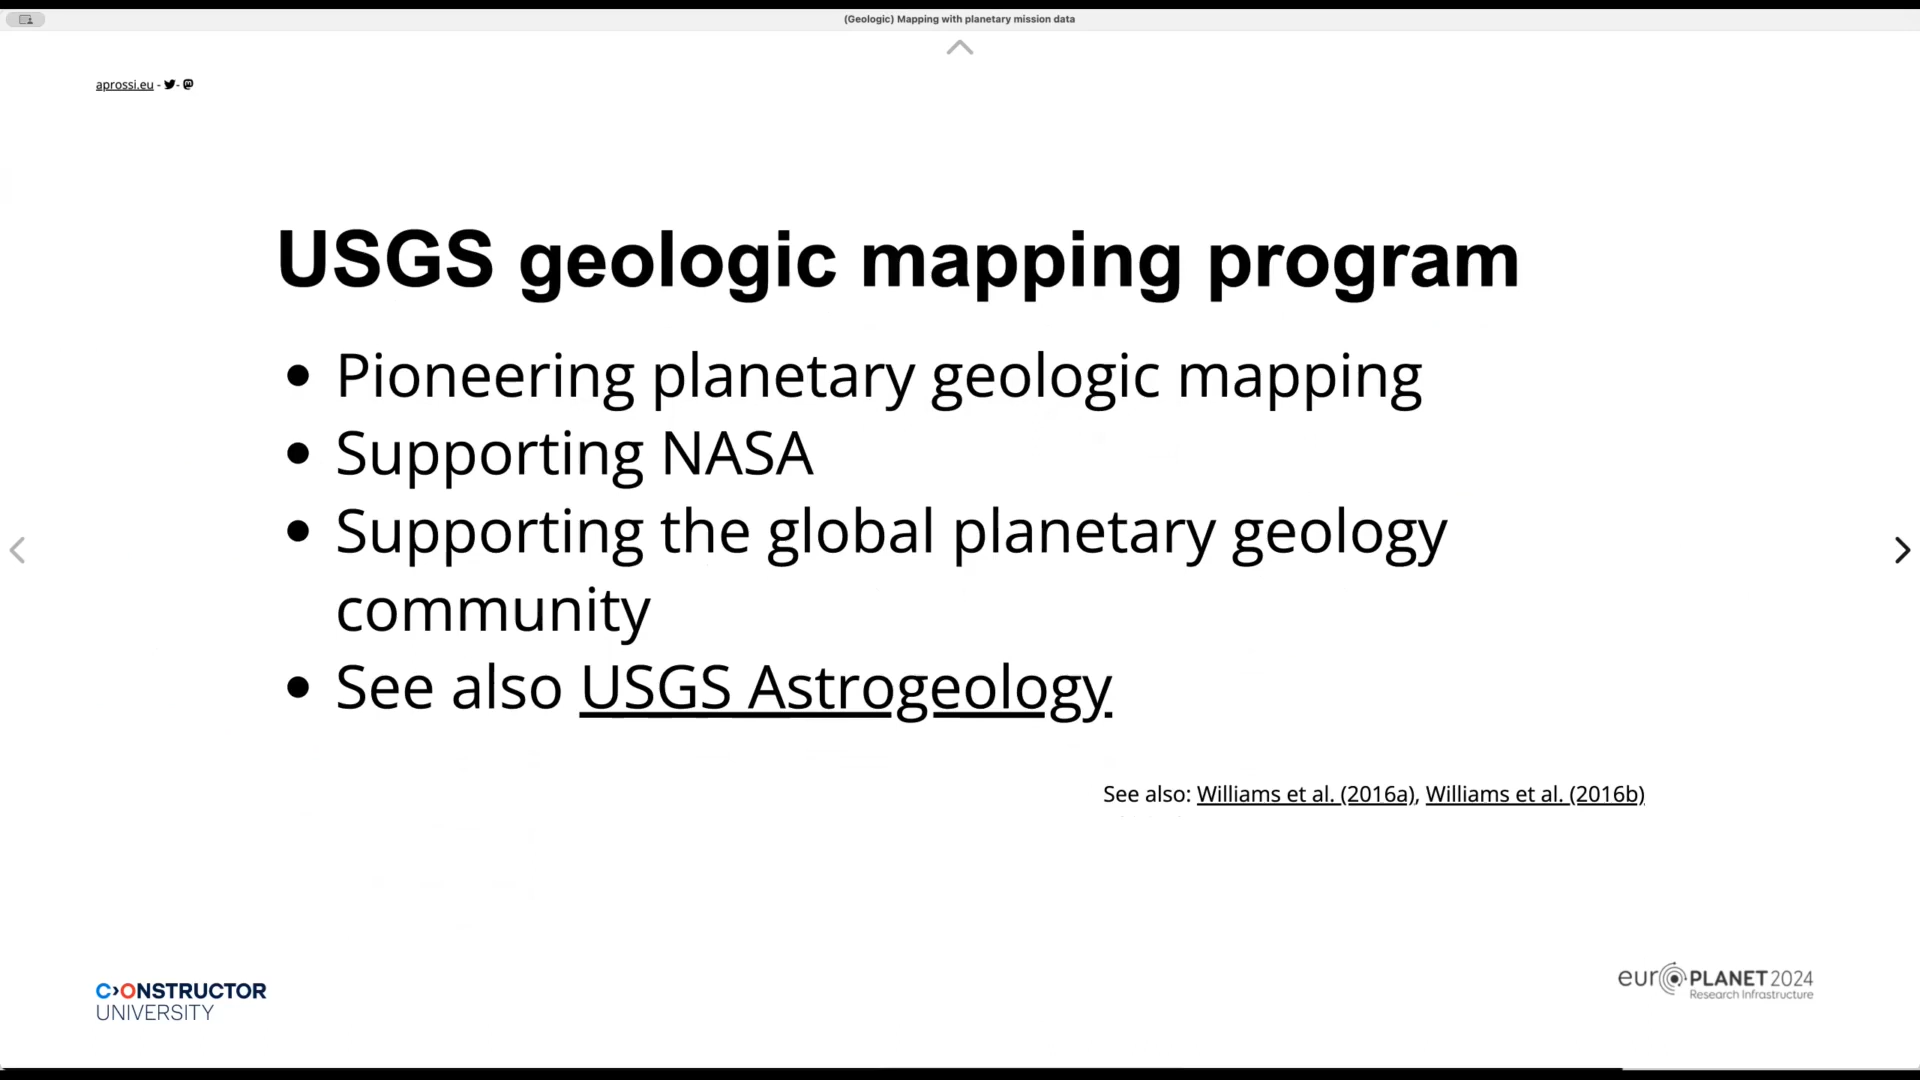 (Geologic) Mapping with planetary mission data
aprossi.eu - -
USGS geologic mapping program
• Pioneering planetary geologic mapping
• Supporting NASA
• Supporting the global planetary geology
community
• See also USGS Astrogeology
See also: Williams et al. (2016a), Williams et al. (2016b)
CONSTRUCTOR
UNIVERSITY
euroPLANET 2024
Research Infrastructure